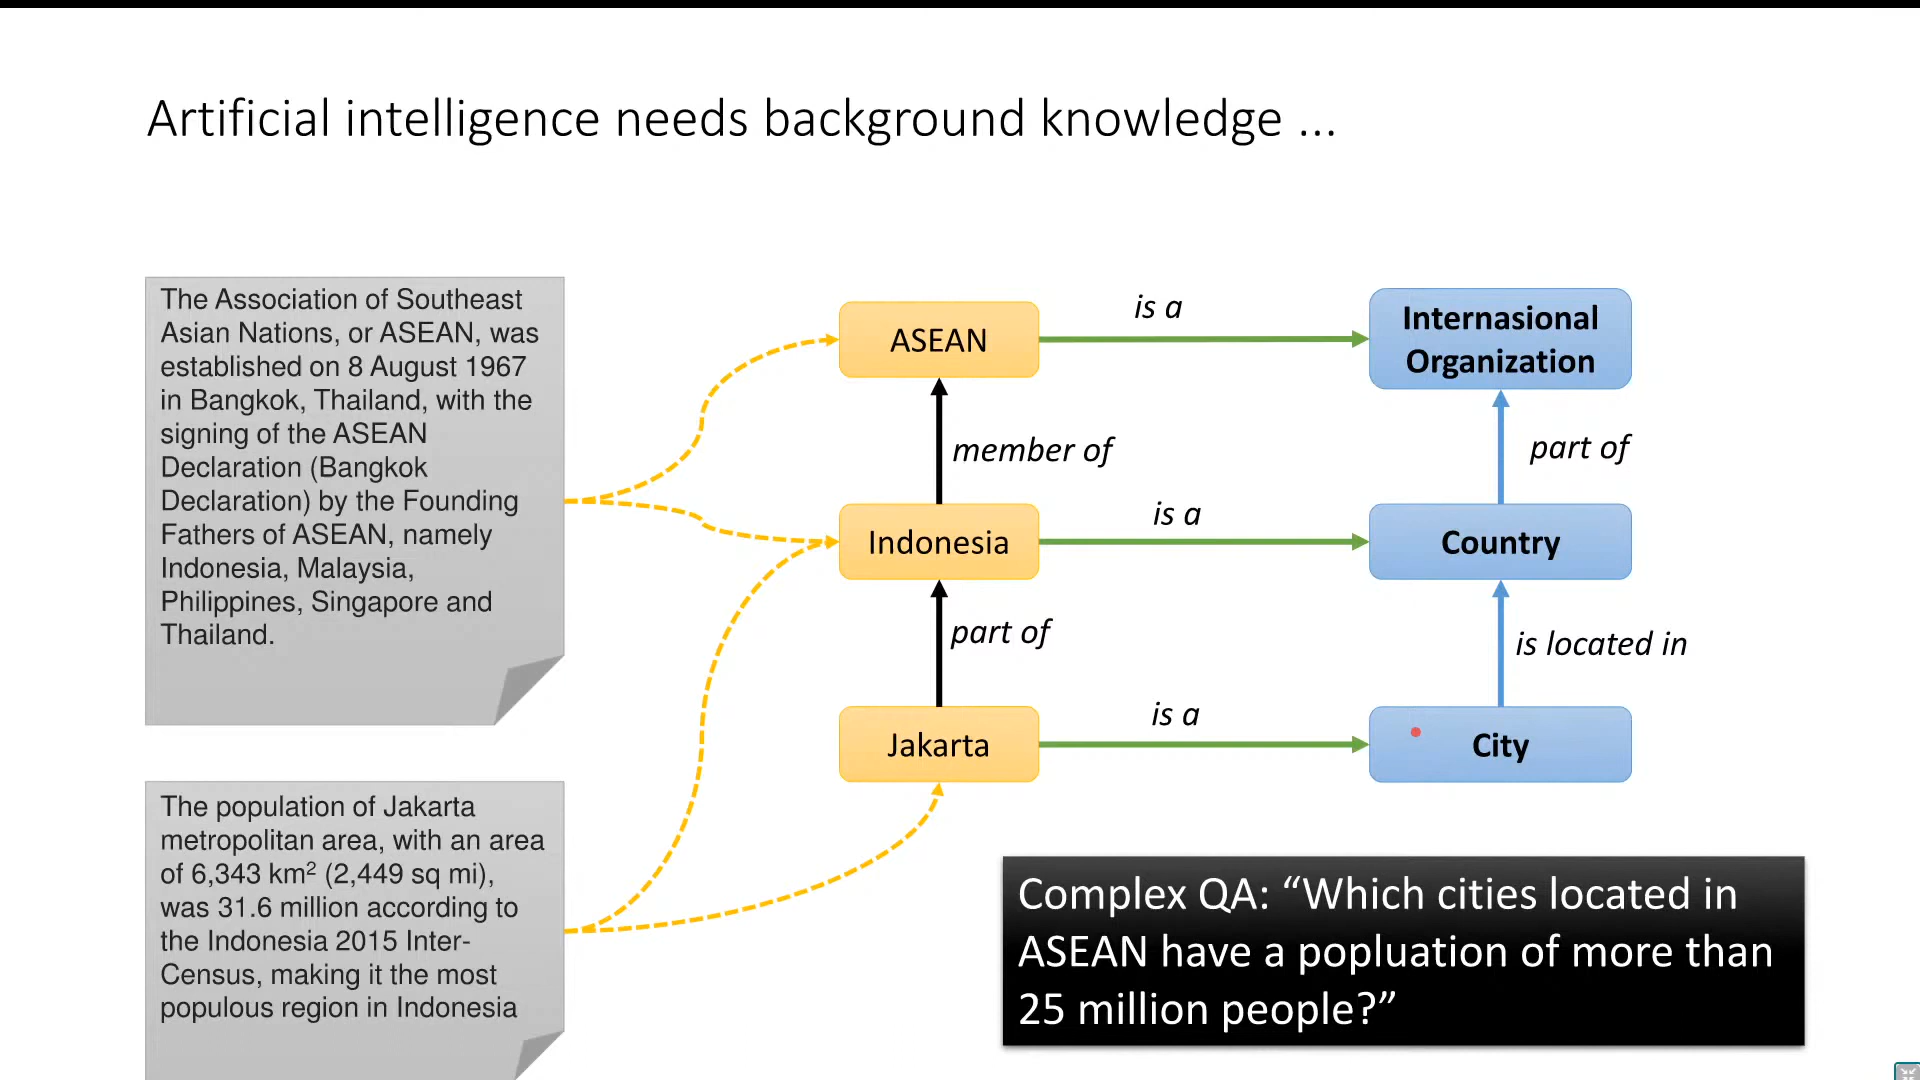 Artificial intelligence needs background knowledge ...
The Association of Southeast
Asian Nations, or ASEAN, was
established on 8 August 1967
in Bangkok, Thailand, with the
signing of the ASEAN
Declaration (Bangkok
Declaration) by the Founding
Fathers of ASEAN, namely
Indonesia, Malaysia,
Philippines, Singapore and
Thailand.
The population of Jakarta
metropolitan area, with an area
of 6,343 km² (2,449 sq mi),
was 31.6 million according to
the Indonesia 2015 Inter-
Census, making it the most
populous region in Indonesia
ASEAN
is a
Internasional
Organization
member of
part of
Indonesia
is a
Country
part of
is located in
Jakarta
is a
City
Complex QA: “Which cities located in
ASEAN have a popluation of more than
25 million people?”